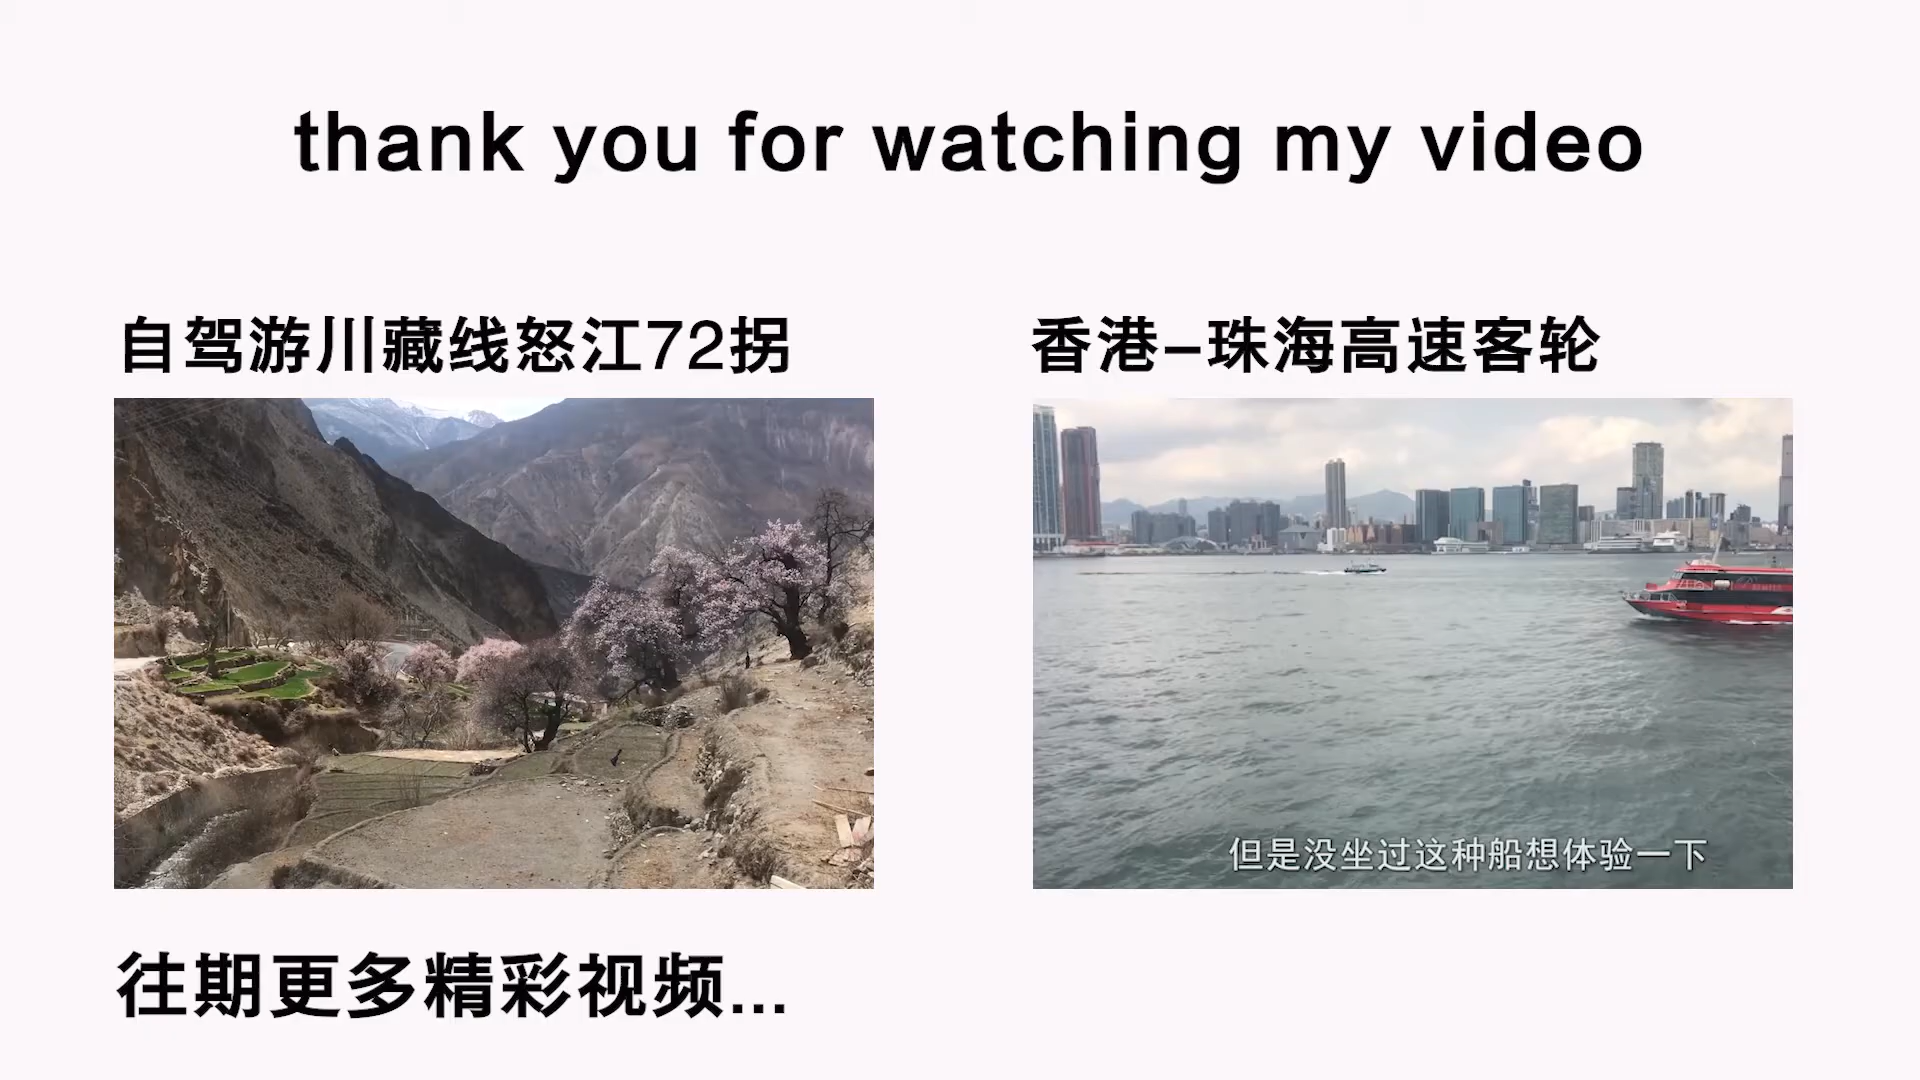 thank you for watching my video
自驾游川藏线怒江72拐
香港-珠海高速客轮
但是没坐过这种船想体验一下
往期更多精彩视频...